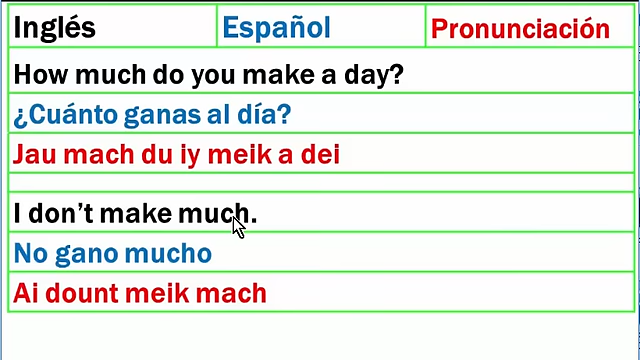 Inglés Español Pronunciación
How much do you make a day?
¿Cuánto ganas al día?
Jau mach du iy meik a dei
I don't make much.
No gano mucho
Ai dount meik mach